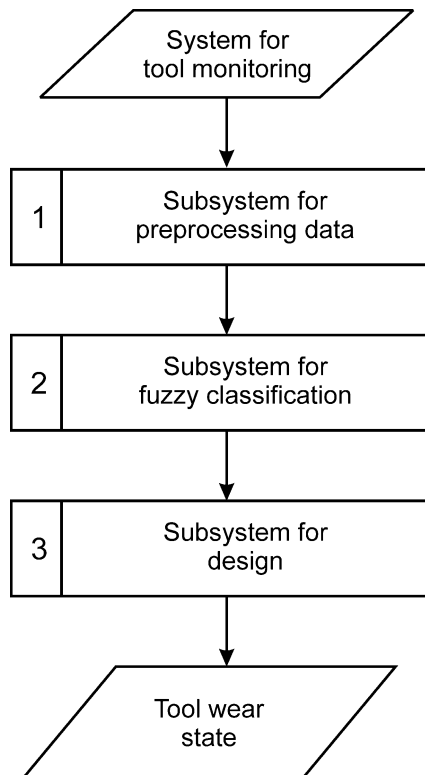 System for
tool monitoring
1
Subsystem for
preprocessing data
2
Subsystem for
fuzzy classification
3
Subsystem for
design
Tool wear
state